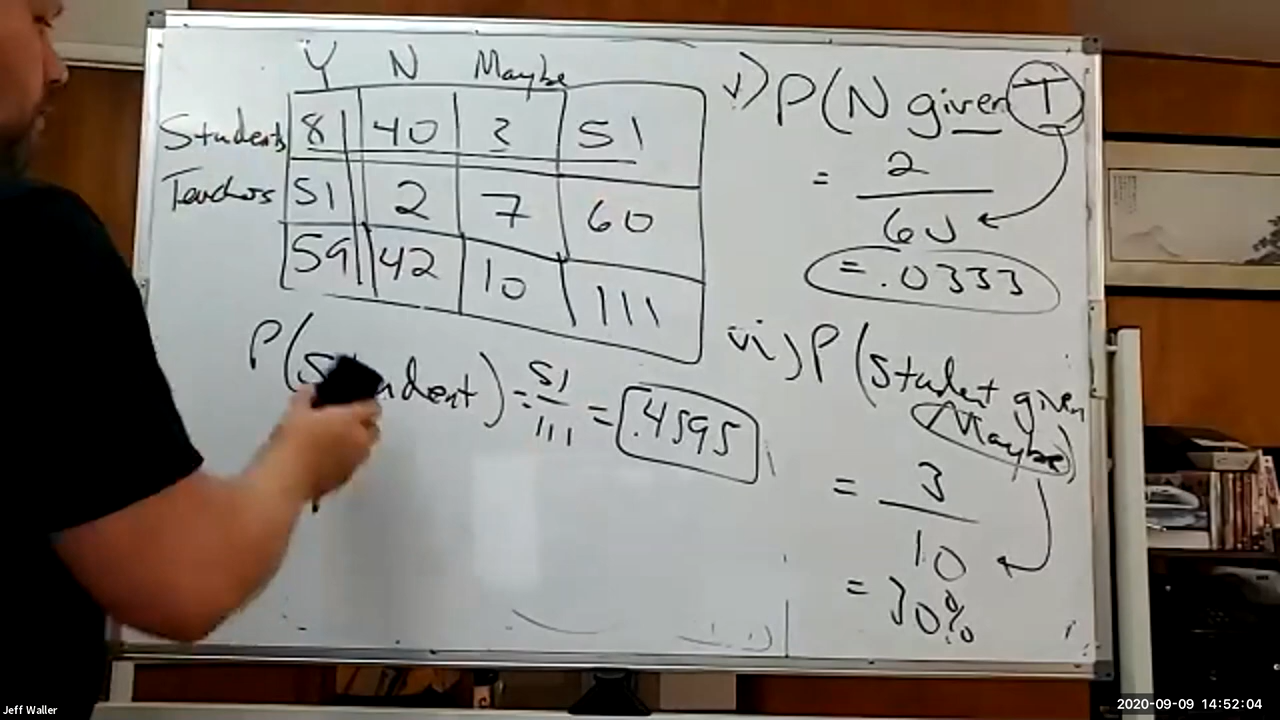 Y N Maybe
Students 8 40 3 51
Teachers 51 2 7 60
59 42 10 111
P(Student) = 51/111 = .4595
v) P(N given T)
= 2/60
= .0333
vi) P(Student given
Maybe)
= 3/10
= 30%
Jeff Waller
2020-09-09 14:52:04